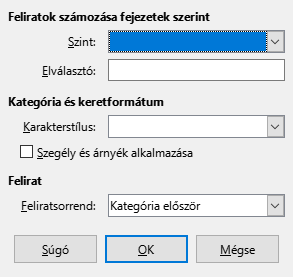 Feliratok számozása fejezetek szerint
Szint:
Elválasztó:
Kategória és keretformátum
Karakterstílus:
Szegély és árnyék alkalmazása
Felirat
Feliratsorrend: Kategória először
Súgó OK Mégse